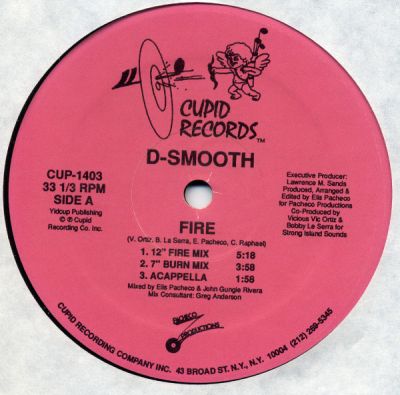 CUPID
RECORDS
TM
D-SMOOTH
CUP-1403
33 1/3 RPM
SIDE A
Yidcup Publishing
© ℗ Cupid
Recording Co. Inc.
Executive Producer:
Lawrence M. Sands
Produced, Arranged &
Edited by Elis Pacheco
for Pacheco Productions
Co-Produced by
Vicious Vic Ortiz &
Bobby La Serra for
Strong Island Sounds
FIRE
(V. Ortiz. B. La Serra, E. Pacheco, C. Raphael)
1. 12" FIRE MIX 5:18
2. 7" BURN MIX 3:58
3. ACAPPELLA 1:58
Mixed by Elis Pacheco & John Gungie Rivera
Mix Consultant: Greg Anderson
PACHECO
PRODUCTIONS
CUPID RECORDING COMPANY INC. 43 BROAD ST. N.Y., N.Y. 10004 (212) 269-5345